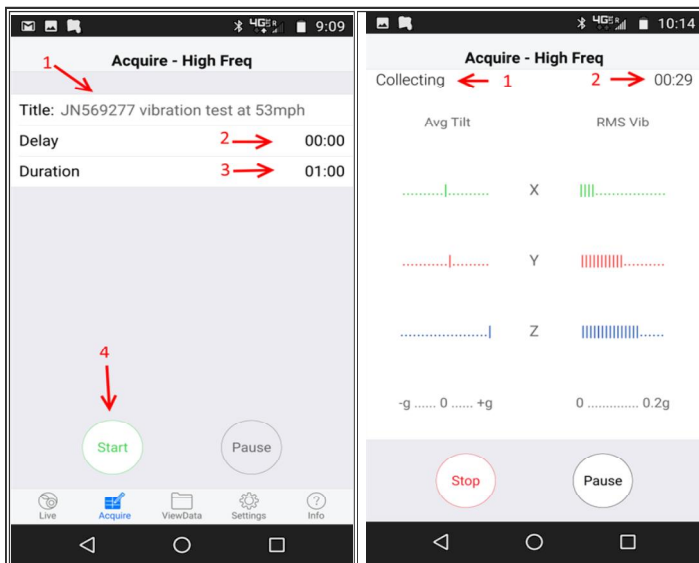 4G R 9:09
Acquire - High Freq
1
Title: JN569277 vibration test at 53mph
Delay 2 00:00
Duration 3 01:00
4
Start Pause
Live Acquire ViewData Settings Info
4G R 10:14
Acquire - High Freq
Collecting 1 2 00:29
Avg Tilt RMS Vib
X
Y
Z
-g ...... 0 ...... +g 0 ............. 0.2g
Stop Pause